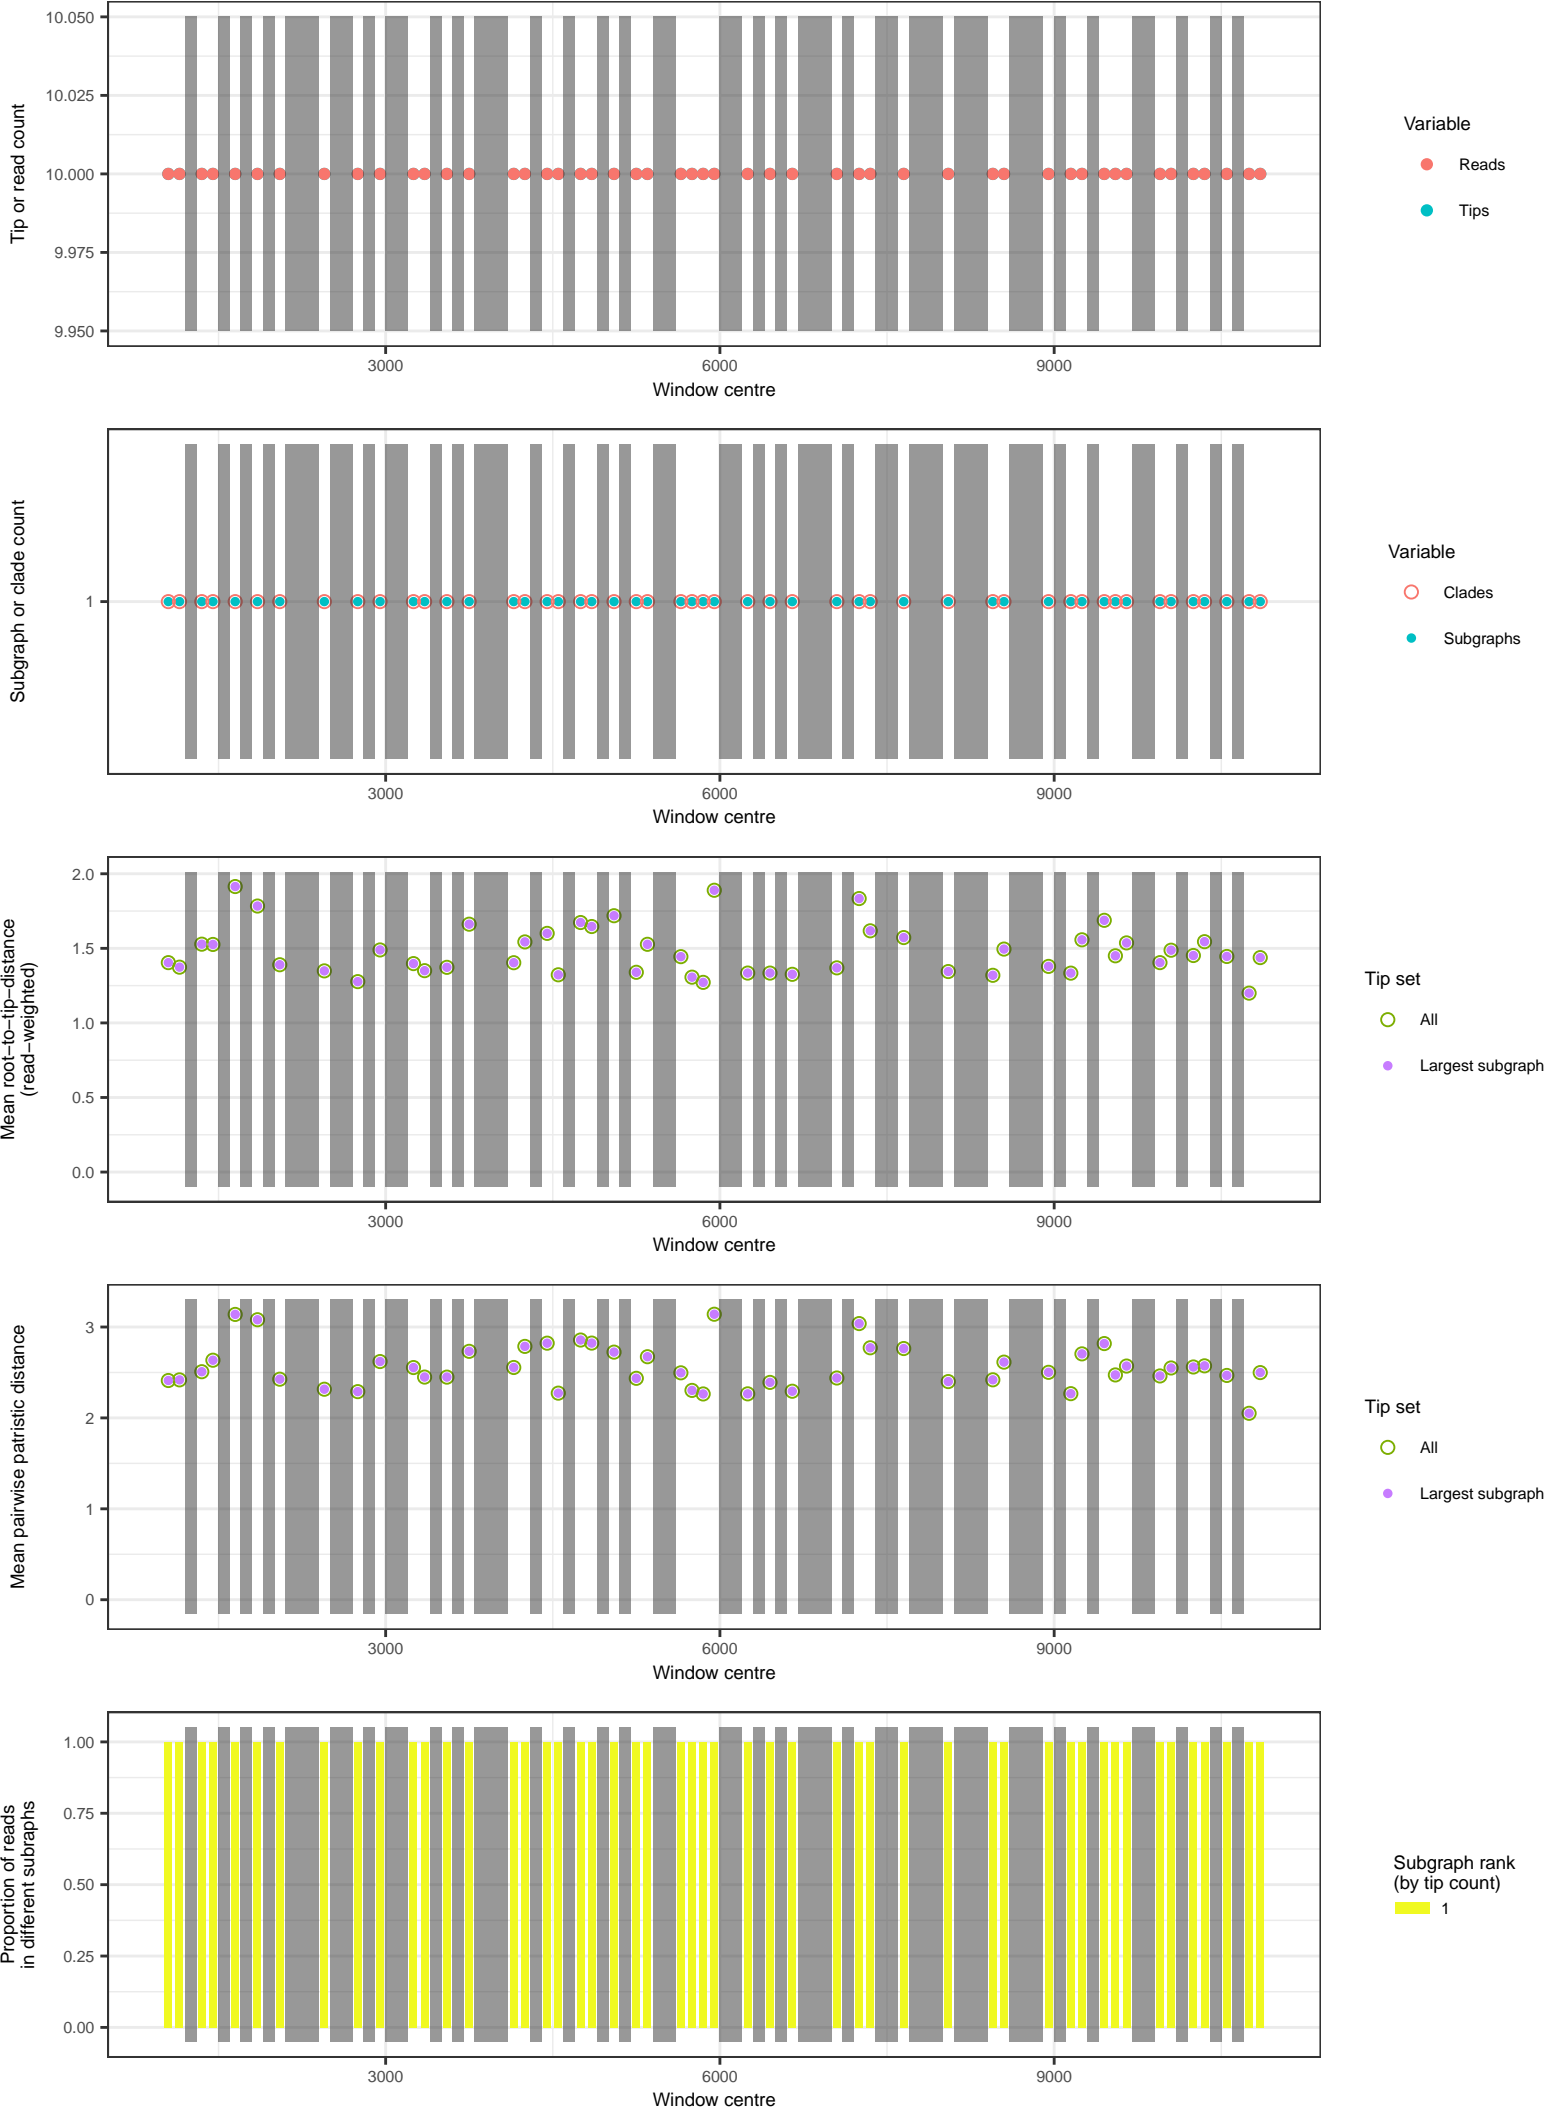 10.050
10.025
10.000
9.975
9.950
Tip or read count
3000
6000
9000
Window centre
Variable
Reads
Tips
1
Subgraph or clade count
3000
6000
9000
Window centre
Variable
Clades
Subgraphs
2.0
1.5
1.0
0.5
0.0
Mean root−to−tip−distance
(read−weighted)
3000
6000
9000
Window centre
Tip set
All
Largest subgraph
3
2
1
0
Mean pairwise patristic distance
3000
6000
9000
Window centre
Tip set
All
Largest subgraph
1.00
0.75
0.50
0.25
0.00
Proportion of reads
in different subraphs
3000
6000
9000
Window centre
Subgraph rank
(by tip count)
1